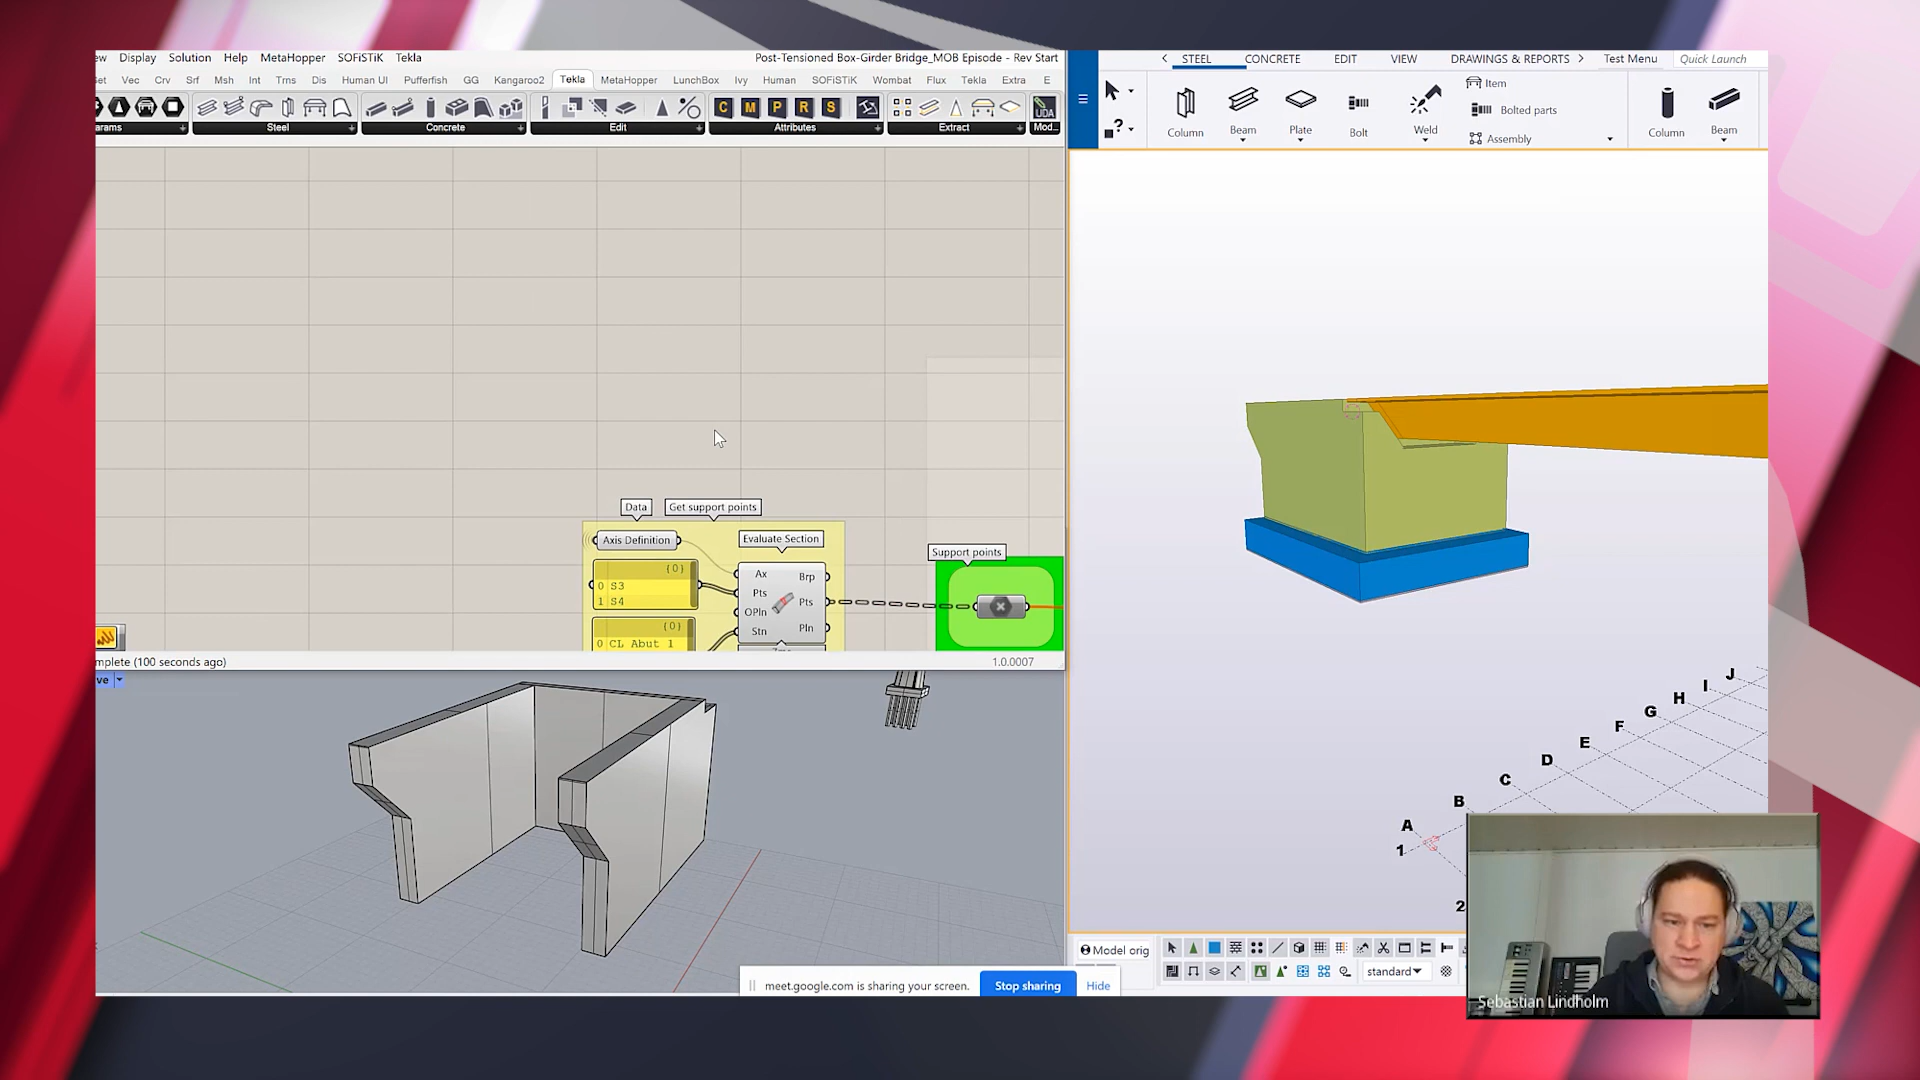 ew Display Solution Help MetaHopper SOFiSTiK Tekla
Post-Tensioned Box-Girder Bridge_MOB Episode - Rev Start
Set Vec Crv Srf Msh Int Trns Dis Human UI Pufferfish GG Kangaroo2 Tekla MetaHopper LunchBox Ivy Human SOFiSTiK Wombat Flux Tekla Extra E
C M P R S
UDA
arams Steel Concrete Edit Attributes Extract Mod...
Data
Get support points
Axis Definition
Evaluate Section
{0}
0 S3
1 S4
{0}
0 CL Abut 1
Ax
Pts
OPln
Stn
Brp
Pts
Pln
Support points
mplete (100 seconds ago)
1.0.0007
ve
STEEL CONCRETE EDIT VIEW DRAWINGS & REPORTS Test Menu Quick Launch
Column Beam Plate Bolt Weld
Item
Bolted parts
Assembly
Column Beam
J
I
H
G
F
E
D
C
B
A
1
2
Model orig
standard
meet.google.com is sharing your screen. Stop sharing Hide
Sebastian Lindholm